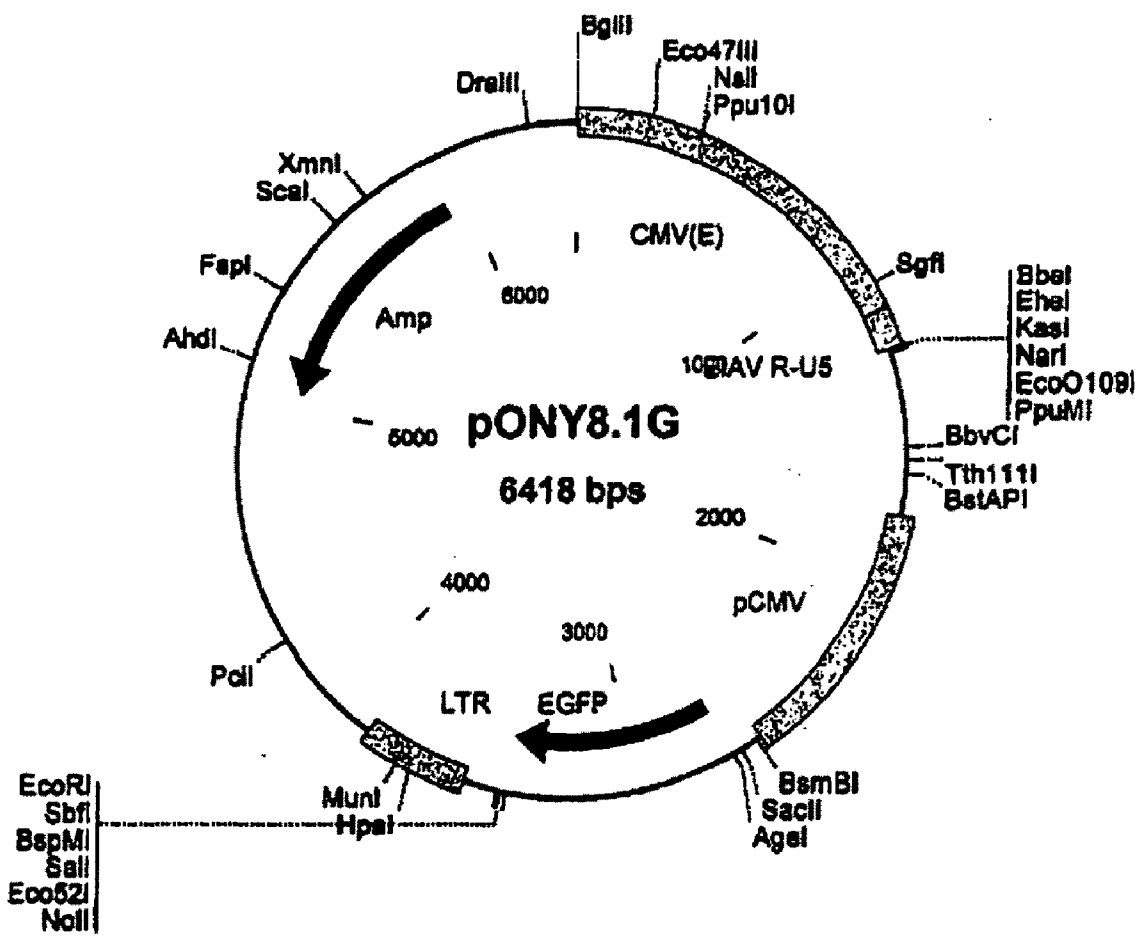 BglII
Eco47III
NsiI
Ppu10I
DraIII
XmnI
ScaI
FspI
AhdI
CMV(E)
SgfI
6000
Amp
BbeI
EheI
KasI
NarI
EcoO109I
PpuMI
1000
EIAV R-U5
5000
pONY8.1G
6418 bps
BbvCI
Tth111I
BstAPI
2000
4000
pCMV
3000
PciI
LTR
EGFP
BsmBI
SacII
AgeI
MunI
HpaI
EcoRI
SbfI
BspMI
SalI
Eco52I
NotI